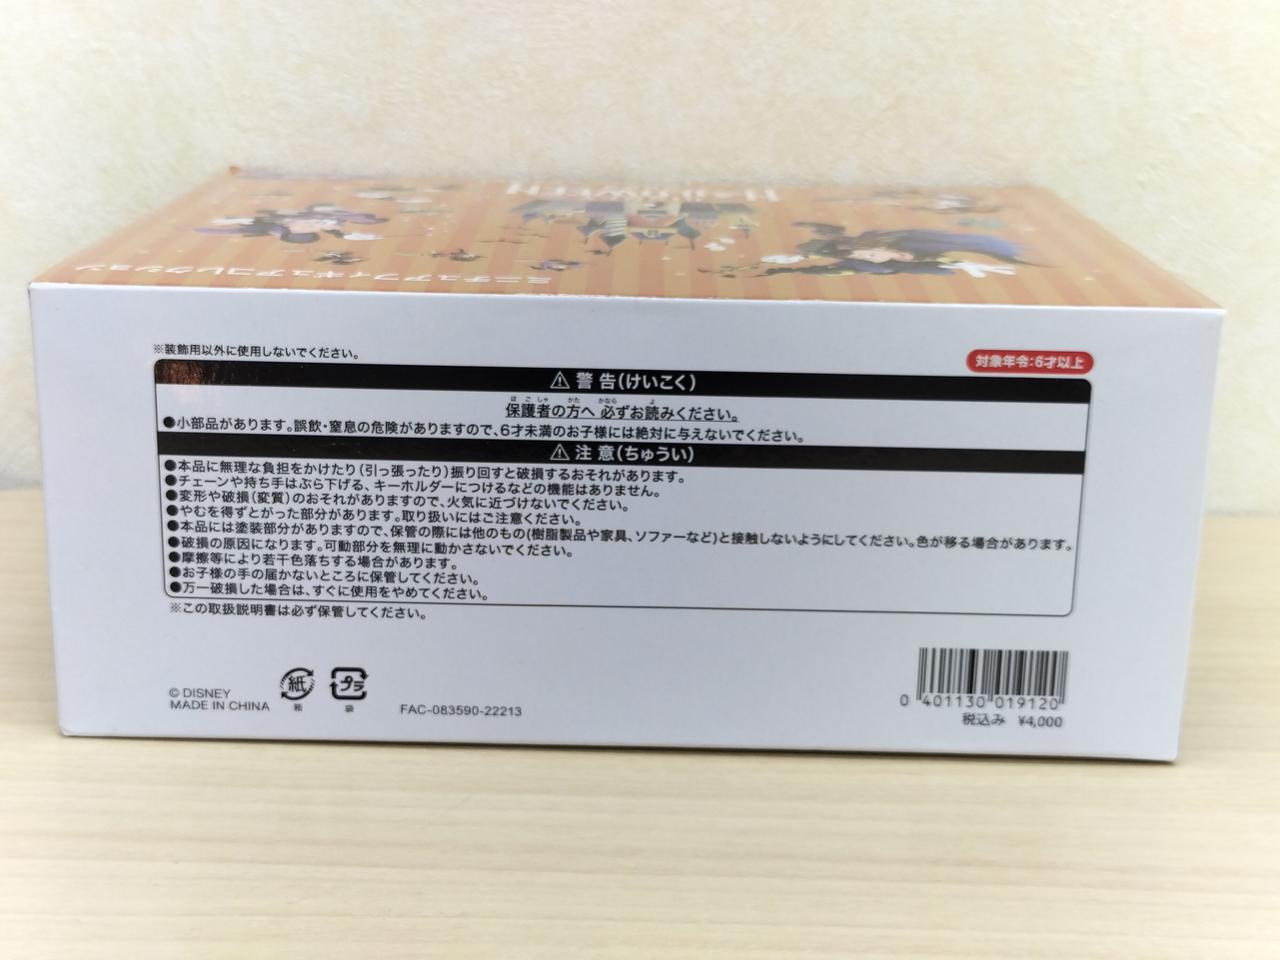 HALLOWEEN
ミニチュアフィギュアコレクション
※装飾用以外に使用しないでください。
対象年令:6才以上
⚠ 警告(けいこく)
保護者の方へ 必ずお読みください。
●小部品があります。誤飲・窒息の危険がありますので、6才未満のお子様には絶対に与えないでください。
⚠ 注意(ちゅうい)
●本品に無理な負担をかけたり(引っ張ったり)振り回すと破損するおそれがあります。
●チェーンや持ち手はぶら下げる、キーホルダーにつけるなどの機能はありません。
●変形や破損(変質)のおそれがありますので、火気に近づけないでください。
●やむを得ずとがった部分があります。取り扱いにはご注意ください。
●本品には塗装部分がありますので、保管の際には他のもの(樹脂製品や家具、ソファーなど)と接触しないようにしてください。色が移る場合があります。
●破損の原因になります。可動部分を無理に動かさないでください。
●摩擦等により若干色落ちする場合があります。
●お子様の手の届かないところに保管してください。
●万一破損した場合は、すぐに使用をやめてください。
※この取扱説明書は必ず保管してください。
© DISNEY
MADE IN CHINA
紙
箱
プラ
袋
FAC-083590-22213
0 401130 019120
税込み ¥4,000